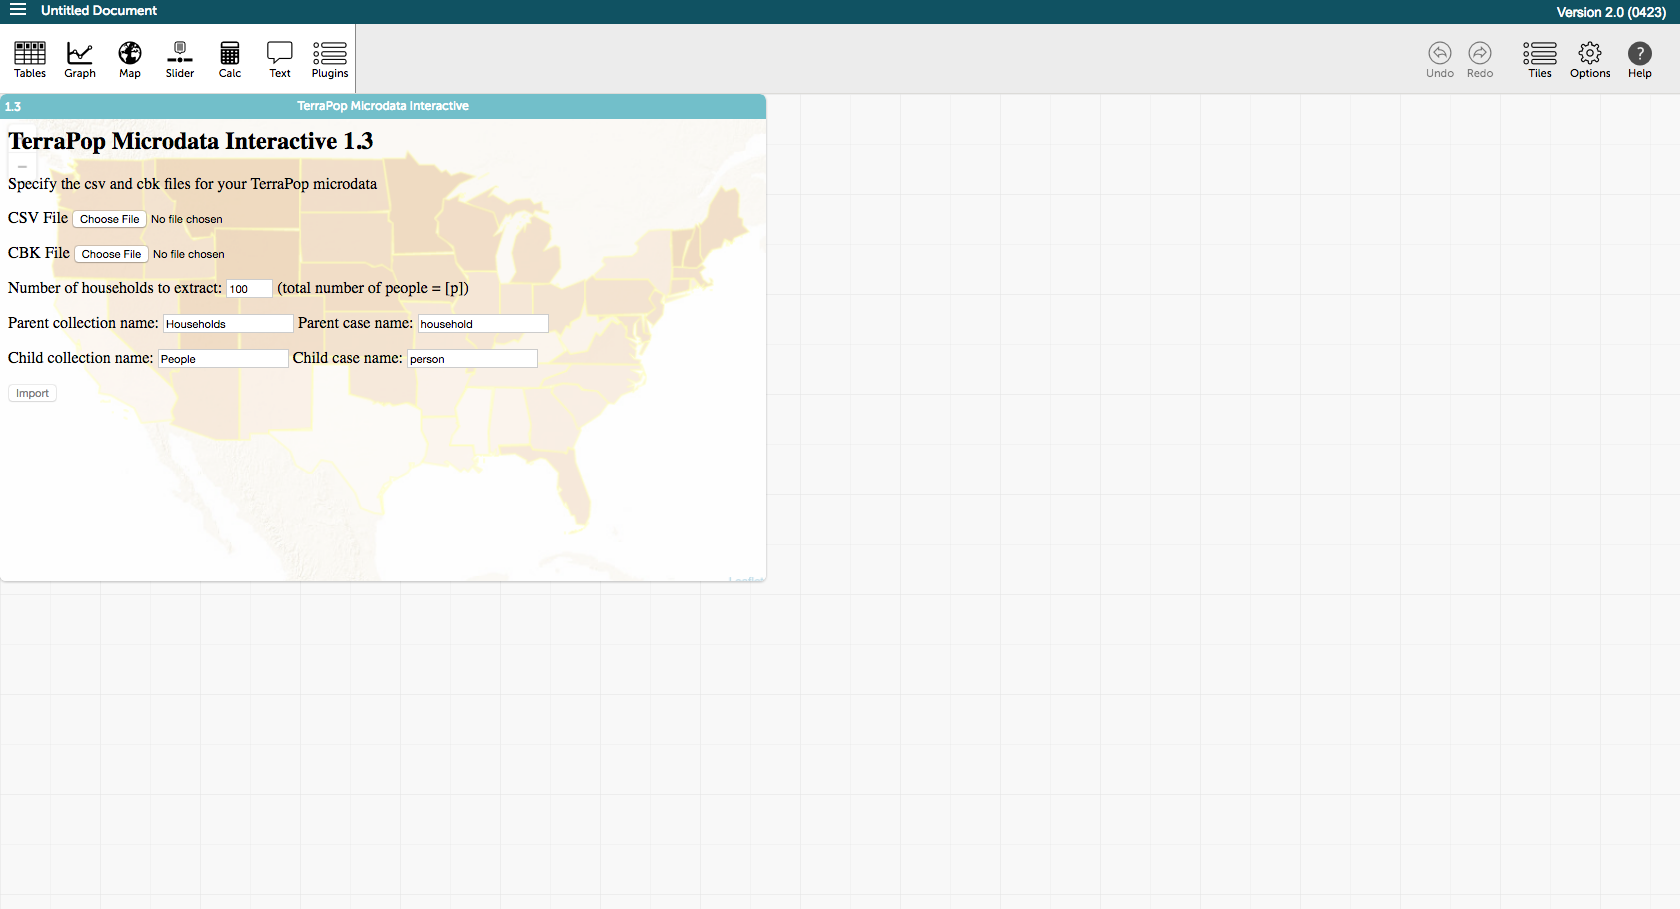 Untitled Document
Version 2.0 (0423)
Tables Graph Map Slider Calc Text Plugins
Undo Redo Tiles Options Help
1.3 TerraPop Microdata Interactive
TerraPop Microdata Interactive 1.3
Specify the csv and cbk files for your TerraPop microdata
CSV File Choose File No file chosen
CBK File Choose File No file chosen
Number of households to extract: 100 (total number of people = [p])
Parent collection name: Households Parent case name: household
Child collection name: People Child case name: person
Import